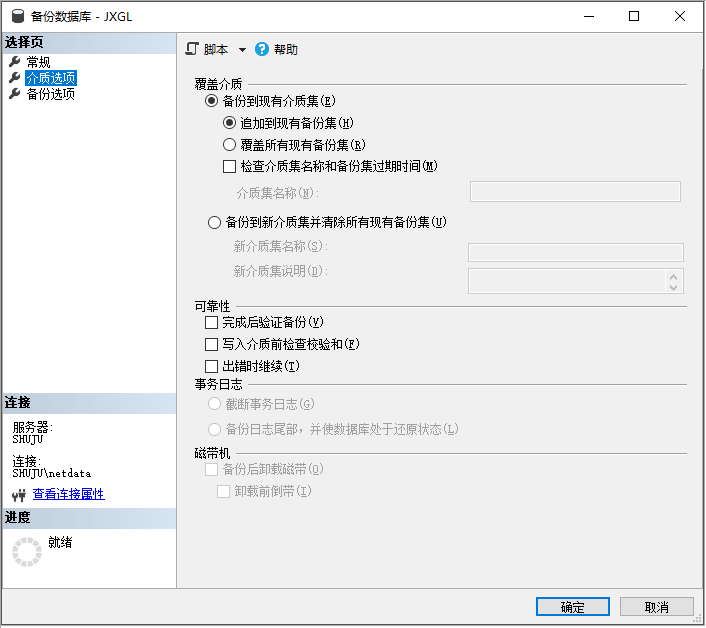 备份数据库 - JXGL
选择页
常规
介质选项
备份选项
脚本
帮助
覆盖介质
备份到现有介质集(E)
追加到现有备份集(H)
覆盖所有现有备份集(R)
检查介质集名称和备份集过期时间(M)
介质集名称(N):
备份到新介质集并清除所有现有备份集(U)
新介质集名称(S):
新介质集说明(D):
可靠性
完成后验证备份(V)
写入介质前检查校验和(F)
出错时继续(T)
事务日志
截断事务日志(G)
备份日志尾部，并使数据库处于还原状态(L)
磁带机
备份后卸载磁带(O)
卸载前倒带(I)
连接
服务器:
SHUJU
连接:
SHUJU\netdata
查看连接属性
进度
就绪
确定
取消